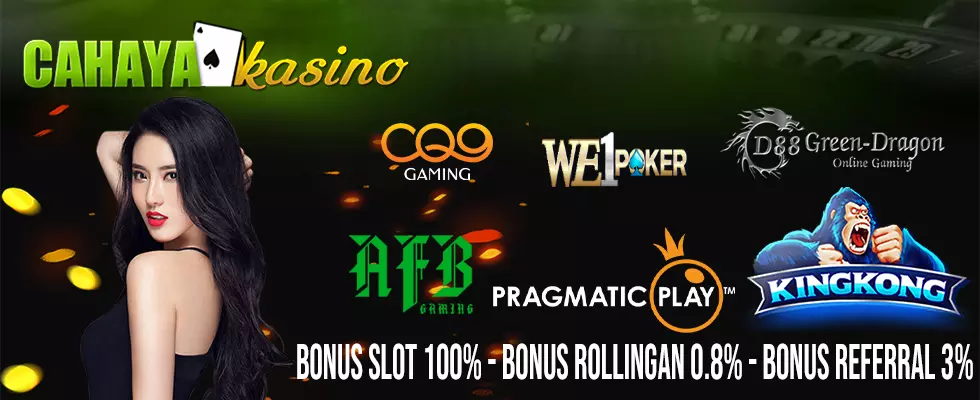 CAHAYA kasino
CQ9
GAMING
WE1POKER
D88 Green-Dragon
Online Gaming
AFB
GAMING
PRAGMATIC PLAY™
KINGKONG
BONUS SLOT 100% - BONUS ROLLINGAN 0.8% - BONUS REFERRAL 3%